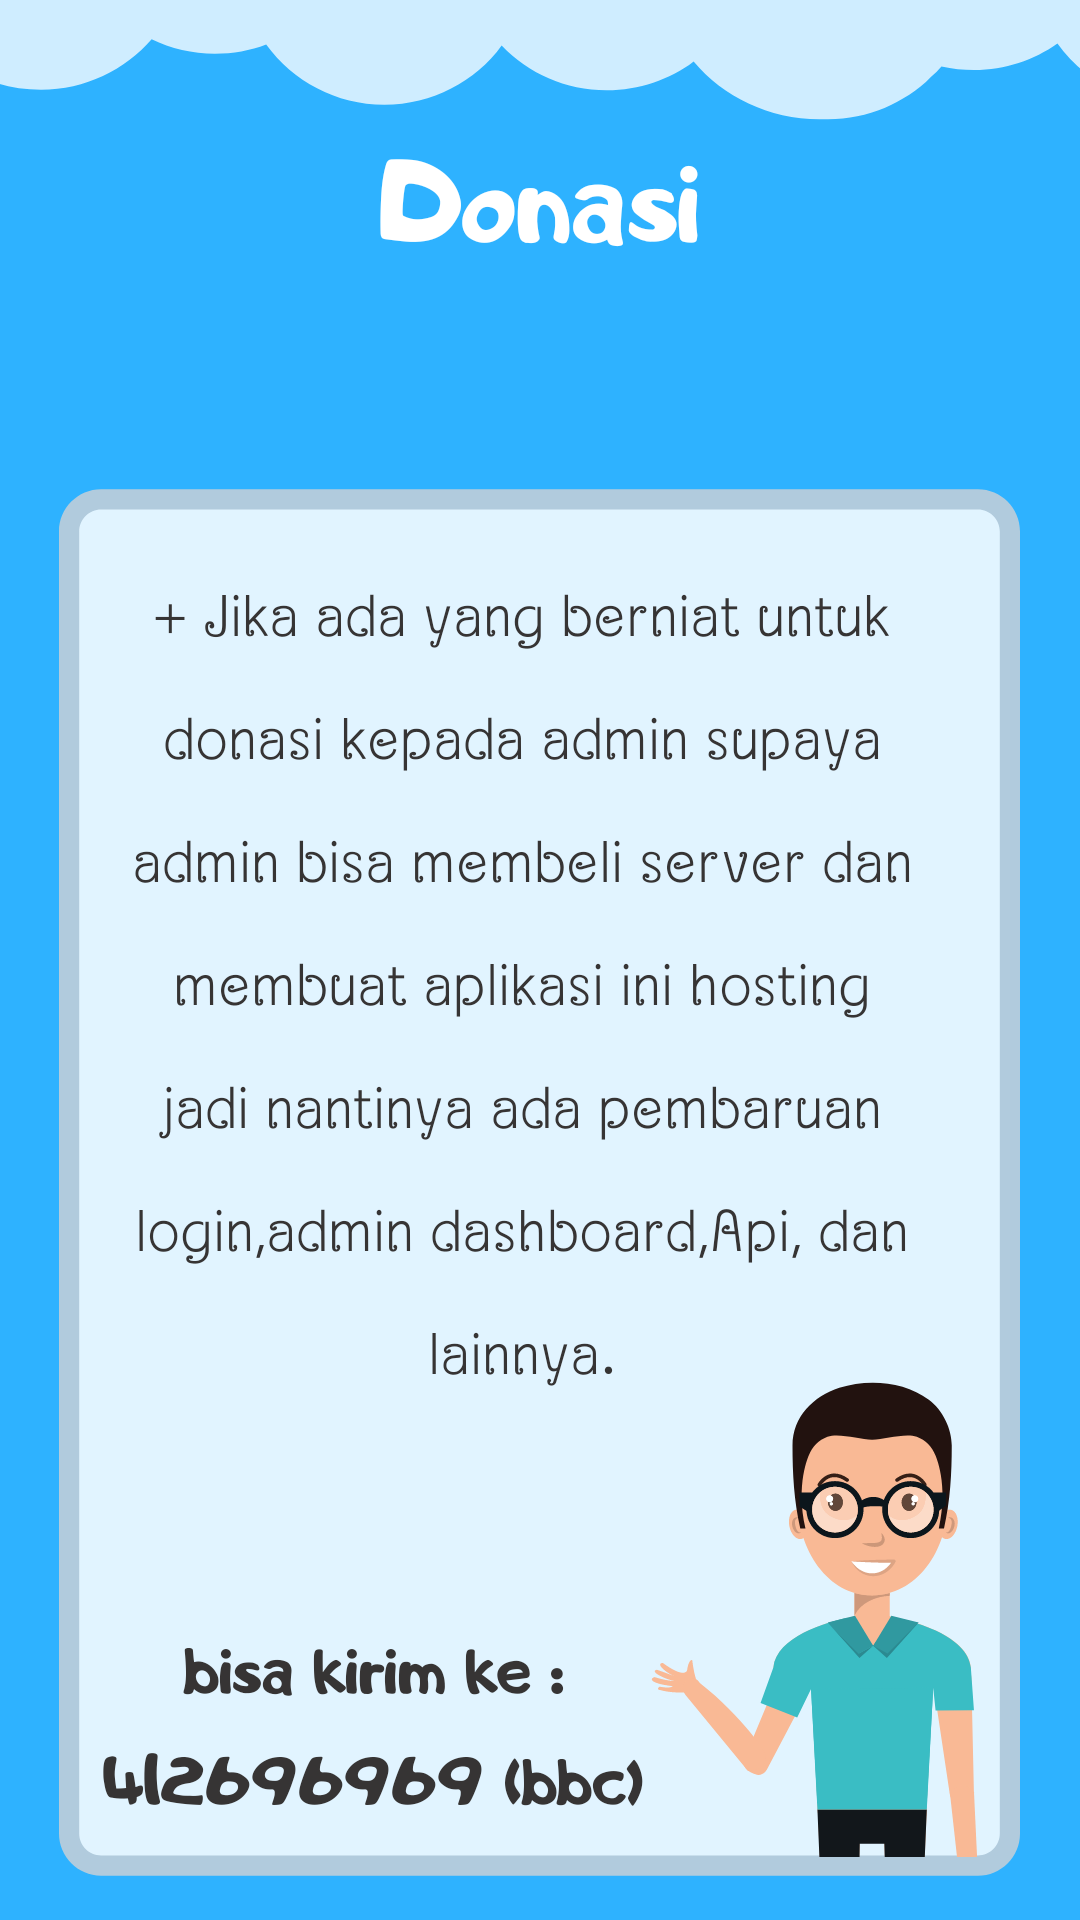 Donasi
+ Jika ada yang berniat untuk
donasi kepada admin supaya
admin bisa membeli server dan
membuat aplikasi ini hosting
jadi nantinya ada pembaruan
login,admin dashboard,Api, dan
lainnya.
bisa kirim ke :
412696969 (bbc)